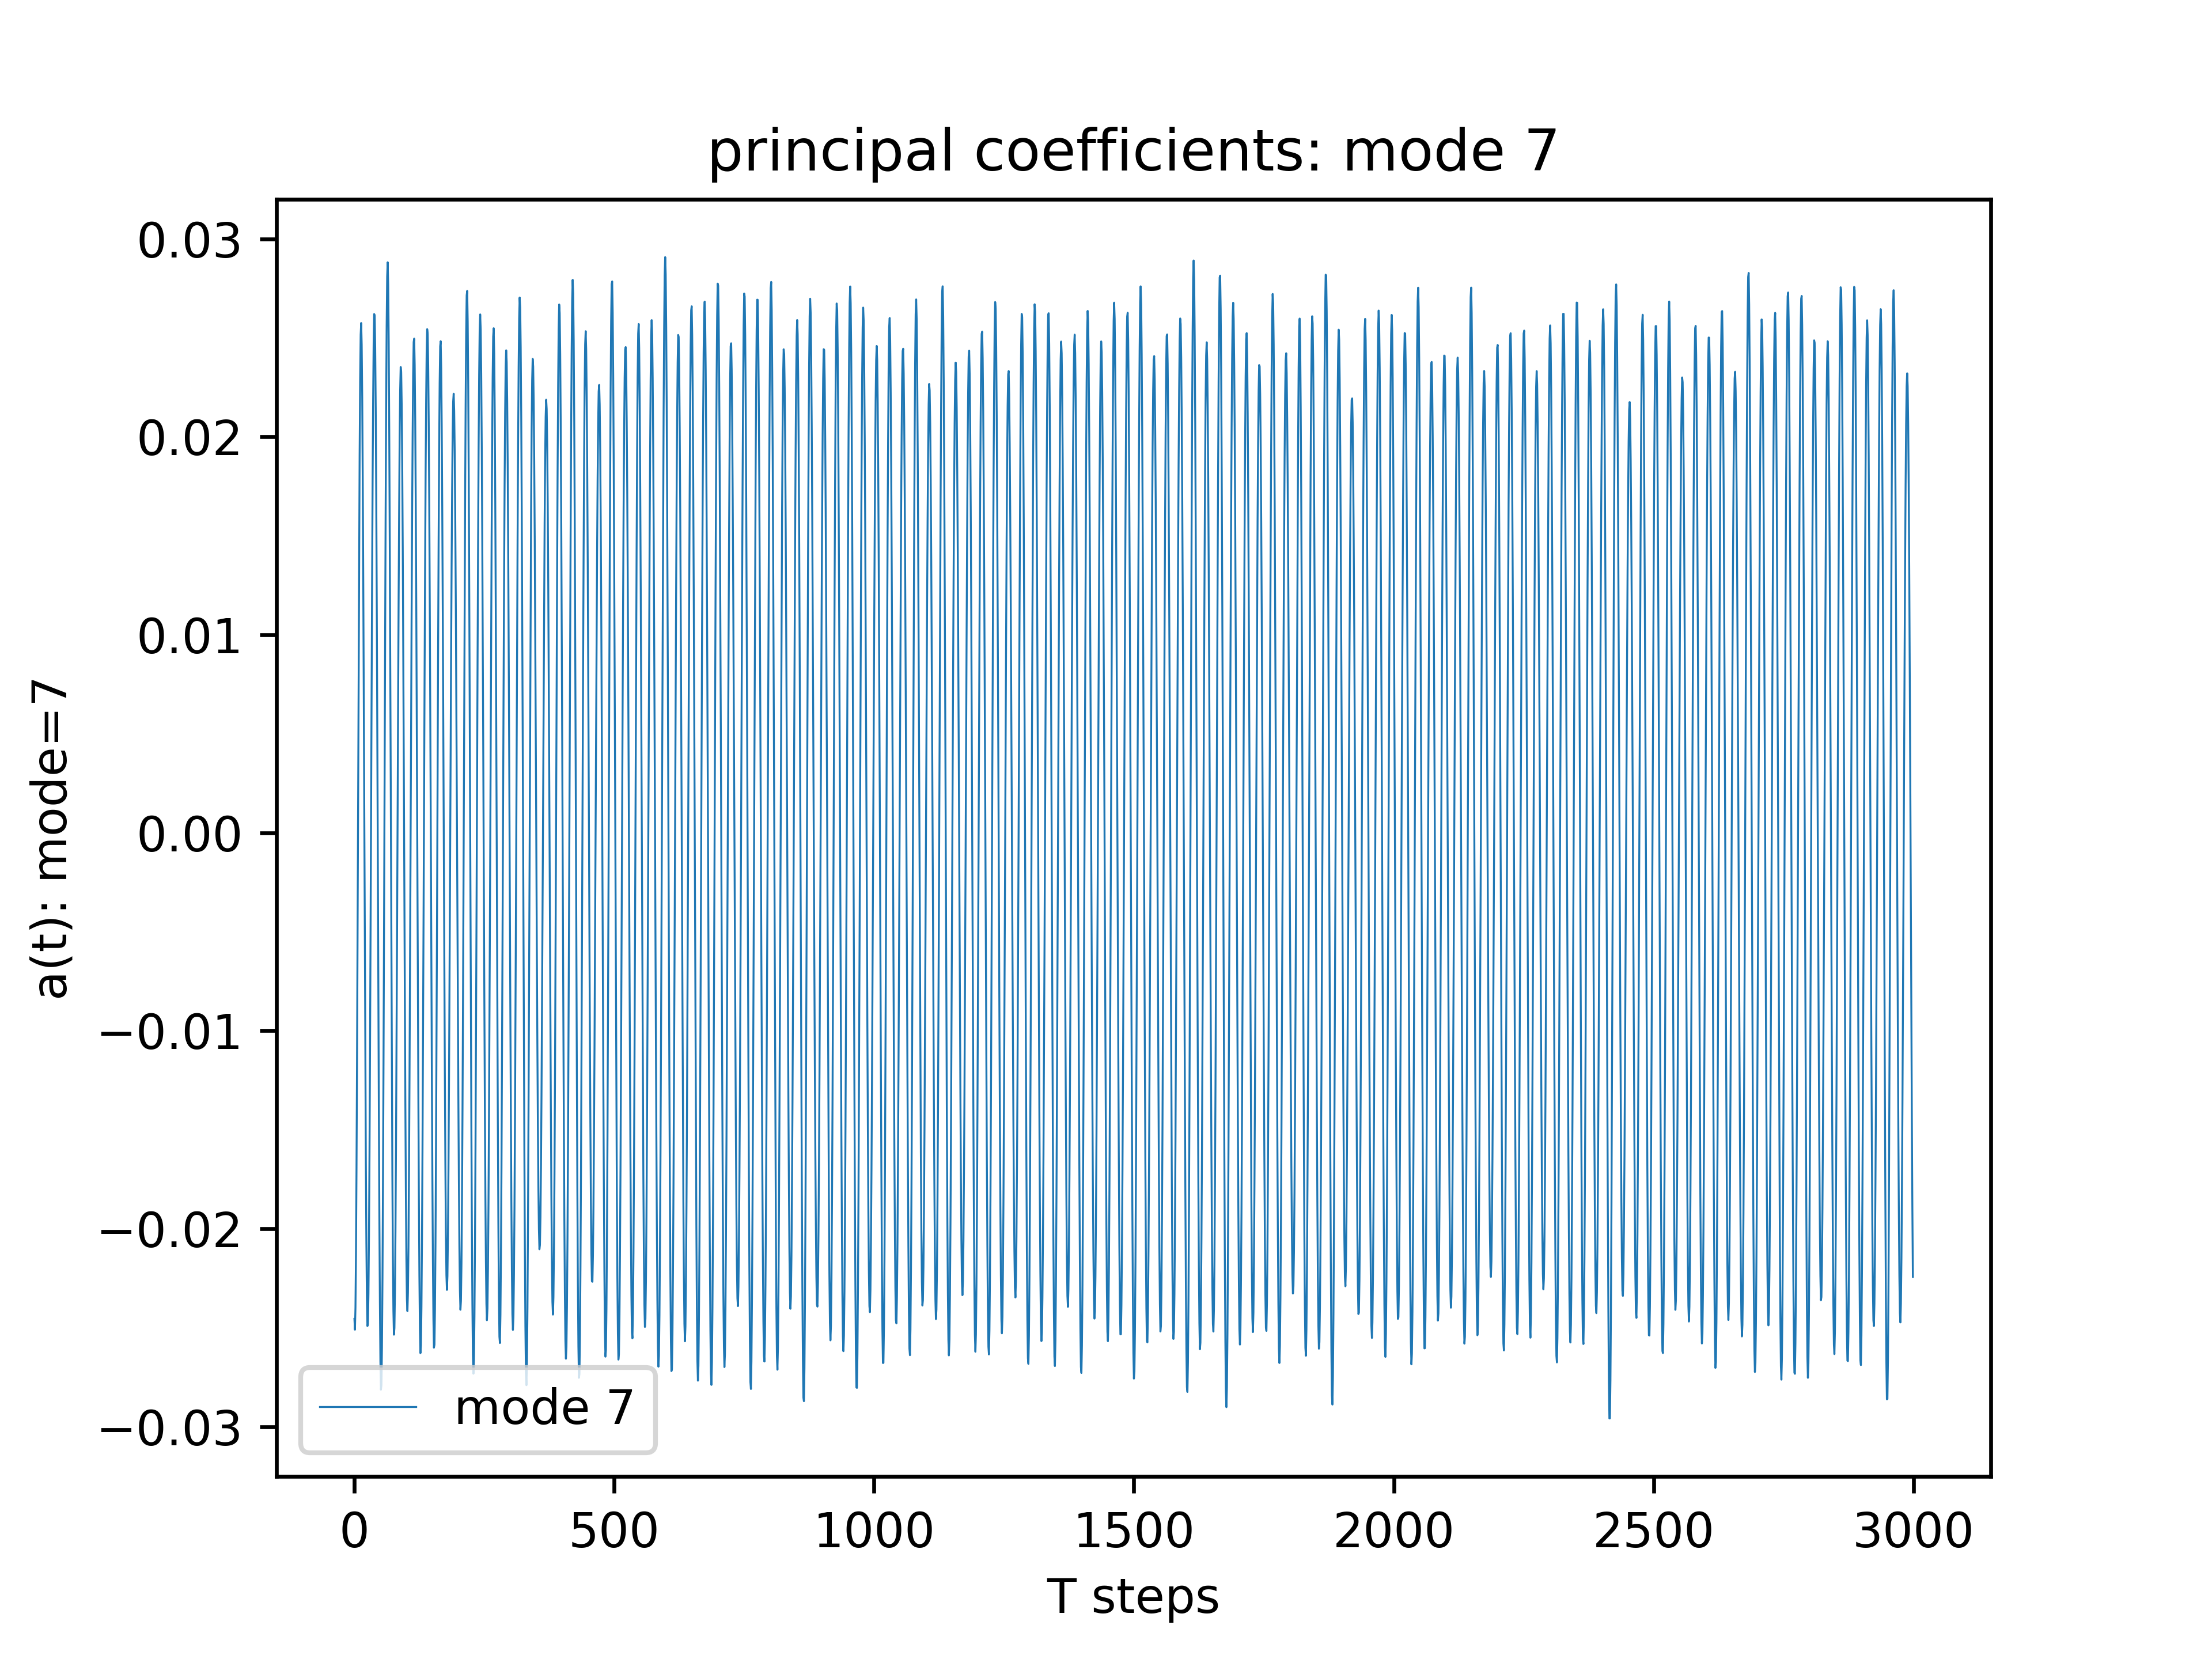 principal coefficients: mode 7
0.03
0.02
0.01
0.00
−0.01
−0.02
−0.03
a(t): mode=7
mode 7
0 500 1000 1500 2000 2500 3000
T steps